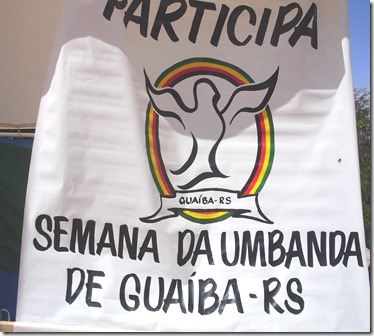 PARTICIPA
GUAÍBA-RS
SEMANA DA UMBANDA
DE GUAÍBA-RS